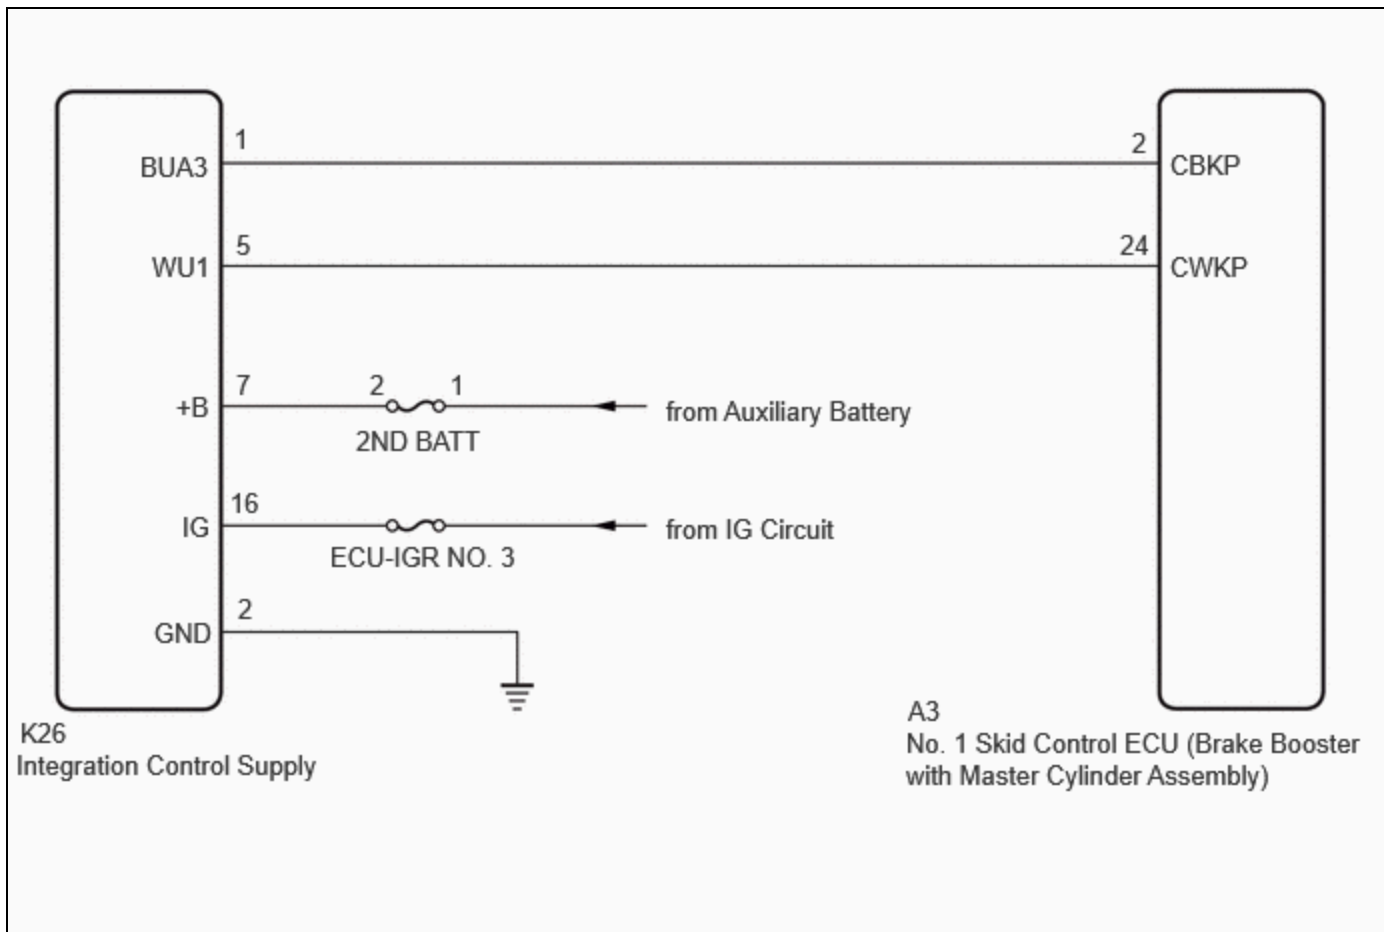 1
2
BUA3
CBKP
5
24
WU1
CWKP
7
2
1
+B
from Auxiliary Battery
2ND BATT
16
IG
from IG Circuit
ECU-IGR NO. 3
2
GND
K26
Integration Control Supply
A3
No. 1 Skid Control ECU (Brake Booster
with Master Cylinder Assembly)